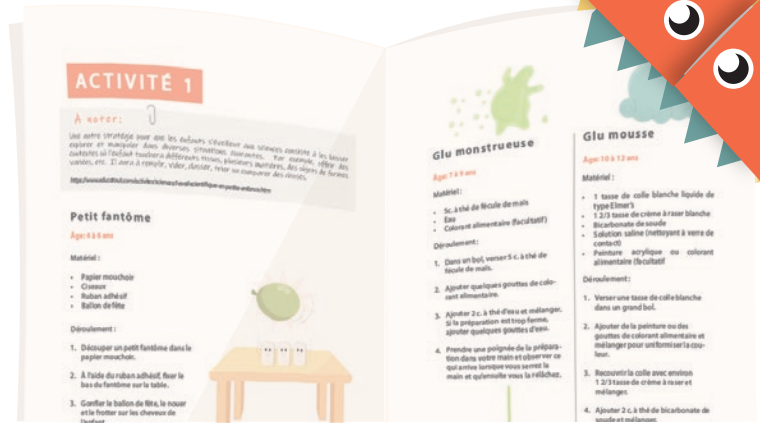 ACTIVITÉ 1
À noter:
Une autre stratégie pour que les enfants s'éveillent aux sciences consiste à les laisser
explorer et manipuler dans diverses situations courantes. Par exemple, offrir des
contextes où l'enfant touchera différents tissus, plusieurs matières, des objets de formes
variées, etc. Il aura à remplir, vider, classer, trier ou comparer des choses.
Petit fantôme
Âge: 4 à 6 ans
Matériel :
• Papier mouchoir
• Ciseaux
• Ruban adhésif
• Ballon de fête
Déroulement :
1. Découper un petit fantôme dans le
papier mouchoir.
2. À l'aide du ruban adhésif, fixer le
bas du fantôme sur la table.
3. Gonfler le ballon de fête, le nouer
et le frotter sur les cheveux de
l'enfant.
Glu monstrueuse
Âge: 7 à 9 ans
Matériel :
• 5c. à thé de fécule de maïs
• Eau
• Colorant alimentaire (facultatif)
Déroulement :
1. Dans un bol, verser 5 c. à thé de
fécule de maïs.
2. Ajouter quelques gouttes de colo-
rant alimentaire.
3. Ajouter 2 c. à thé d'eau et mélanger.
Si la préparation est trop ferme,
ajouter quelques gouttes d'eau.
4. Prendre une poignée de la prépara-
tion dans votre main et observer ce
qui arrive lorsque vous serrez la
main et qu'ensuite vous la relâchez.
Glu mousse
Âge: 10 à 12 ans
Matériel :
• 1 tasse de colle blanche liquide de
type Elmer's
• 1 2/3 tasse de crème à raser blanche
• Bicarbonate de soude
• Solution saline (nettoyant à verre de
contact)
• Peinture acrylique ou colorant
alimentaire (facultatif
Déroulement :
1. Verser une tasse de colle blanche
dans un grand bol.
2. Ajouter de la peinture ou des
gouttes de colorant alimentaire et
mélanger pour uniformiser la cou-
leur.
3. Recouvrir la colle avec environ
1 2/3 tasse de crème à raser et
mélanger.
4. Ajouter 2 c. à thé de bicarbonate de
soude et mélanger.